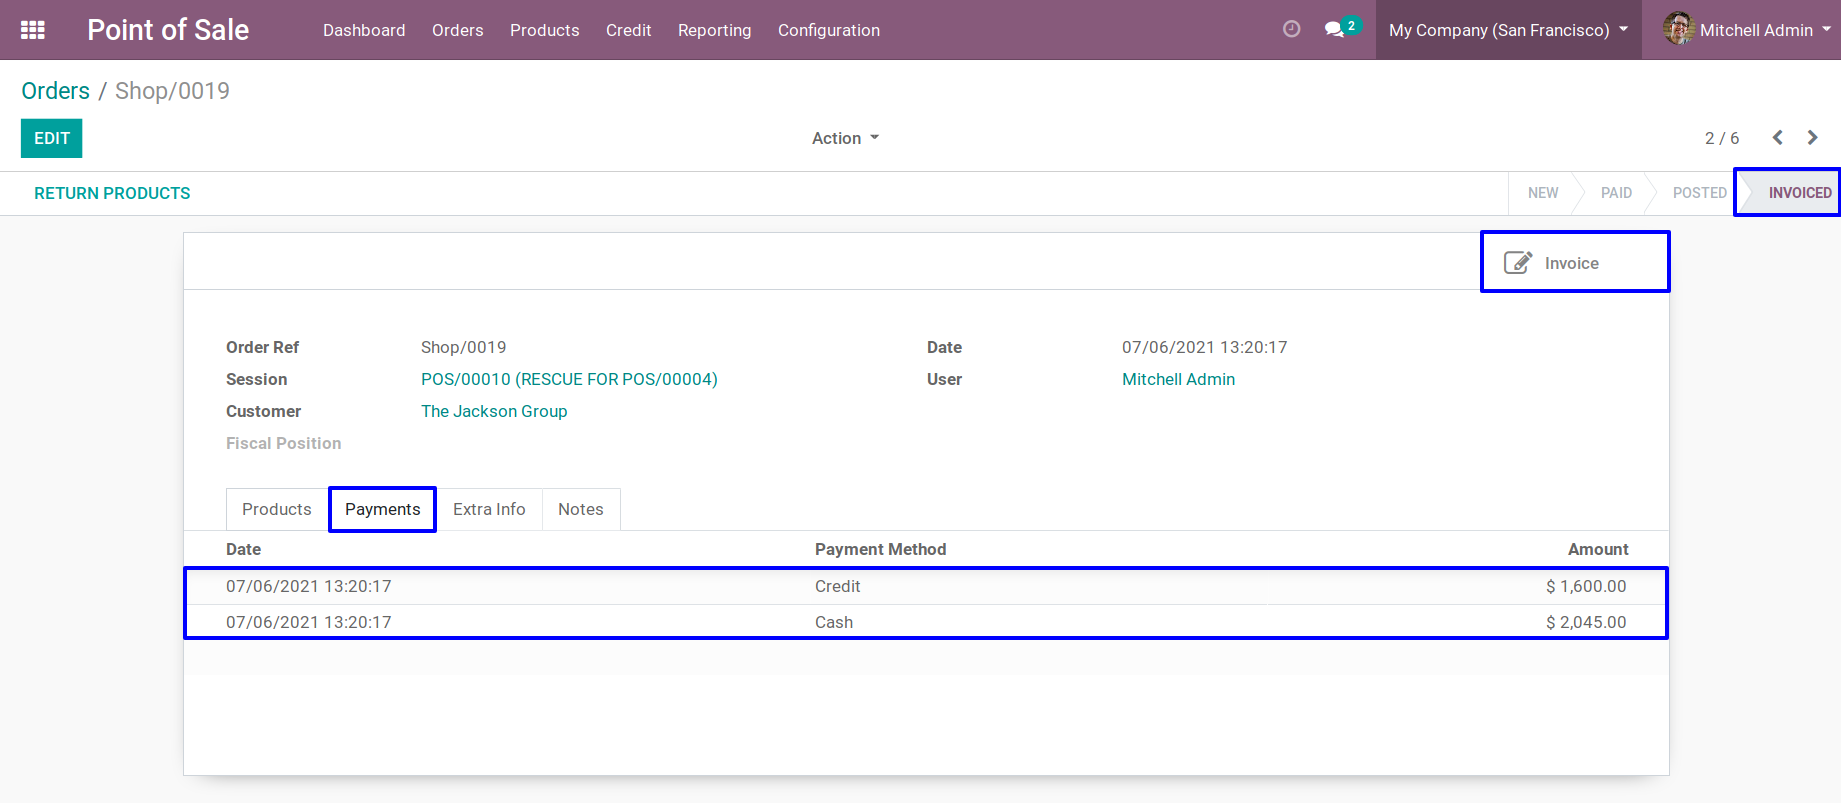 Point of Sale Dashboard Orders Products Credit Reporting Configuration 2 My Company (San Francisco) Mitchell Admin
Orders / Shop/0019
EDIT Action 2 / 6
RETURN PRODUCTS NEW PAID POSTED INVOICED
Invoice
Order Ref Shop/0019 Date 07/06/2021 13:20:17
Session POS/00010 (RESCUE FOR POS/00004) User Mitchell Admin
Customer The Jackson Group
Fiscal Position
Products Payments Extra Info Notes
Date Payment Method Amount
07/06/2021 13:20:17 Credit $ 1,600.00
07/06/2021 13:20:17 Cash $ 2,045.00